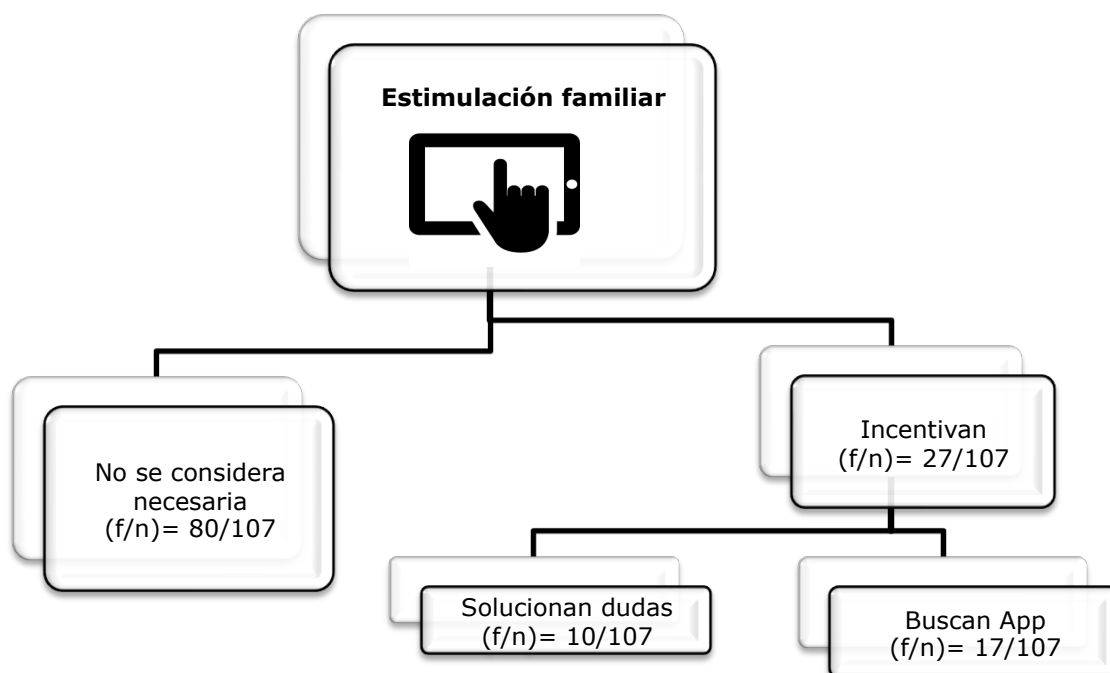 Estimulación familiar
No se considera
necesaria
(f/n)= 80/107
Incentivan
(f/n)= 27/107
Solucionan dudas
(f/n)= 10/107
Buscan App
(f/n)= 17/107